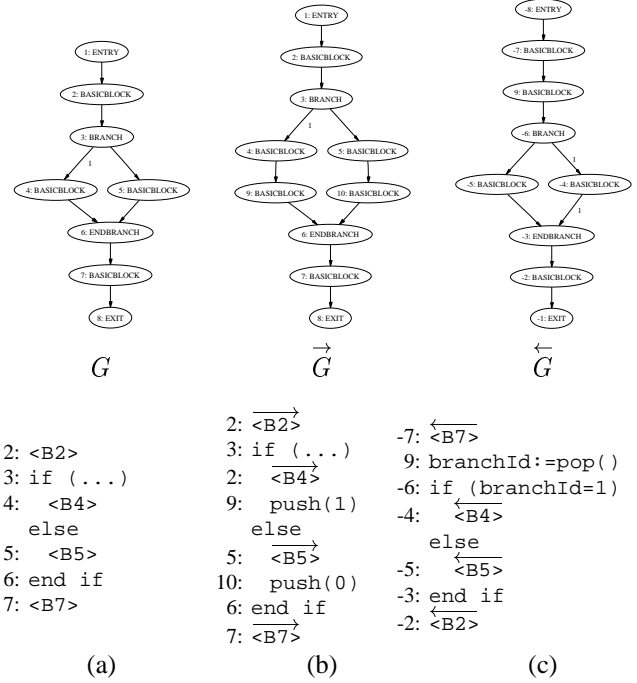 1: ENTRY
2: BASICBLOCK
3: BRANCH
1
4: BASICBLOCK
5: BASICBLOCK
6: ENDBRANCH
7: BASICBLOCK
8: EXIT
G
1: ENTRY
2: BASICBLOCK
3: BRANCH
1
4: BASICBLOCK
5: BASICBLOCK
9: BASICBLOCK
10: BASICBLOCK
6: ENDBRANCH
7: BASICBLOCK
8: EXIT
G
-8: ENTRY
-7: BASICBLOCK
9: BASICBLOCK
-6: BRANCH
1
-5: BASICBLOCK
-4: BASICBLOCK
1
-3: ENDBRANCH
-2: BASICBLOCK
-1: EXIT
G
2: <B2>
3: if (...)
4: <B4>
else
5: <B5>
6: end if
7: <B7>
(a)
2: <B2>
3: if (...)
2: <B4>
9: push(1)
else
5: <B5>
10: push(0)
6: end if
7: <B7>
(b)
-7: <B7>
9: branchId:=pop()
-6: if (branchId=1)
-4: <B4>
else
-5: <B5>
-3: end if
-2: <B2>
(c)